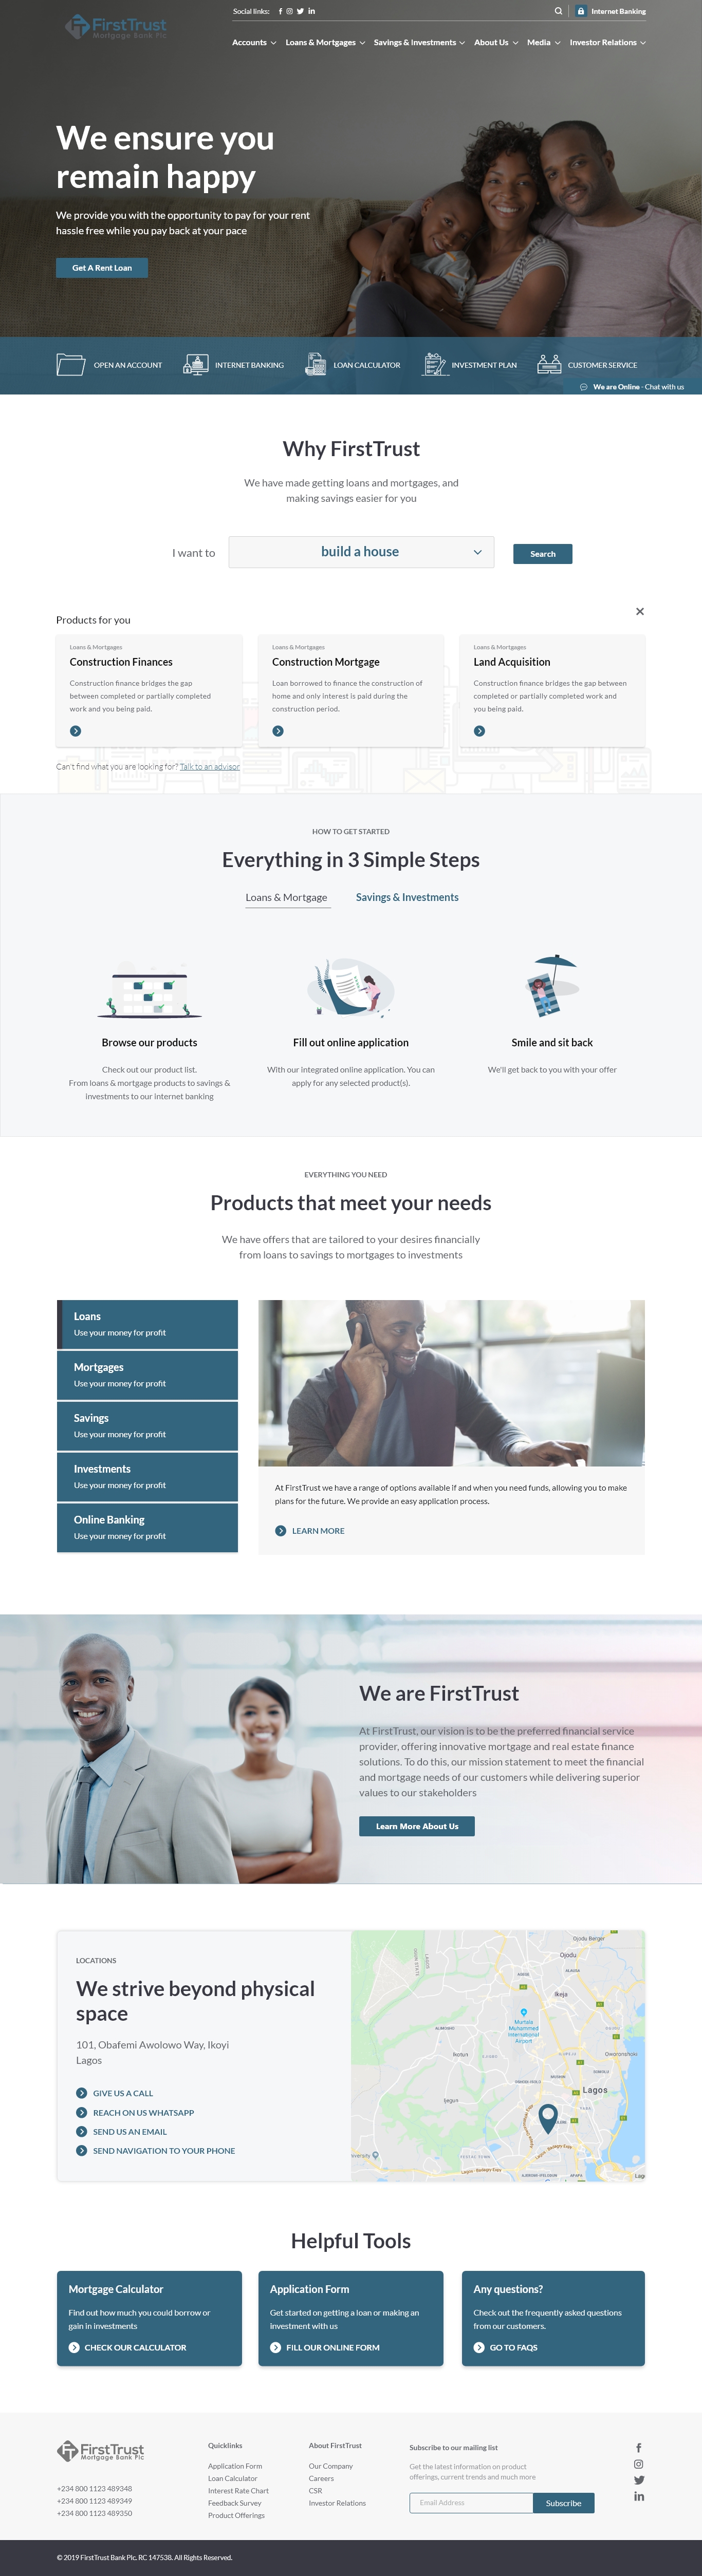 FirstTrust
Mortgage Bank Plc
Social links:
Internet Banking
Accounts
Loans & Mortgages
Savings & investments
About Us
Media
Investor Relations
We ensure you
remain happy
We provide you with the opportunity to pay for your rent
hassle free while you pay back at your pace
Get A Rent Loan
OPEN AN ACCOUNT
INTERNET BANKING
LOAN CALCULATOR
INVESTMENT PLAN
CUSTOMER SERVICE
We are Online - Chat with us
Why FirstTrust
We have made getting loans and mortgages, and
making savings easier for you
I want to
build a house
Search
Products for you
Loans & Mortgages
Construction Finances
Construction finance bridges the gap
between completed or partially completed
work and you being paid.
Loans & Mortgages
Construction Mortgage
Loan borrowed to finance the construction of
home and only interest is paid during the
construction period.
Loans & Mortgages
Land Acquisition
Construction finance bridges the gap between
completed or partially completed work and
you being paid.
Can't find what you are looking for? Talk to an advisor
HOW TO GET STARTED
Everything in 3 Simple Steps
Loans & Mortgage
Savings & Investments
Browse our products
Check out our product list.
From loans & mortgage products to savings &
investments to our internet banking
Fill out online application
With our integrated online application. You can
apply for any selected product(s).
Smile and sit back
We'll get back to you with your offer
EVERYTHING YOU NEED
Products that meet your needs
We have offers that are tailored to your desires financially
from loans to savings to mortgages to investments
Loans
Use your money for profit
Mortgages
Use your money for profit
Savings
Use your money for profit
Investments
Use your money for profit
Online Banking
Use your money for profit
At FirstTrust we have a range of options available if and when you need funds, allowing you to make
plans for the future. We provide an easy application process.
LEARN MORE
We are FirstTrust
At FirstTrust, our vision is to be the preferred financial service
provider, offering innovative mortgage and real estate finance
solutions. To do this, our mission statement to meet the financial
and mortgage needs of our customers while delivering superior
values to our stakeholders
Learn More About Us
LOCATIONS
We strive beyond physical
space
101, Obafemi Awolowo Way, Ikoyi
Lagos
GIVE US A CALL
REACH ON US WHATSAPP
SEND US AN EMAIL
SEND NAVIGATION TO YOUR PHONE
Ojodu Berger
Ojodu
Ikeja
Murtala
Muhammed
International
Airport
Ikotun
Ijegun
Lagos
Helpful Tools
Mortgage Calculator
Find out how much you could borrow or
gain in investments
CHECK OUR CALCULATOR
Application Form
Get started on getting a loan or making an
investment with us
FILL OUR ONLINE FORM
Any questions?
Check out the frequently asked questions
from our customers.
GO TO FAQS
FirstTrust
Mortgage Bank Plc
+234 800 1123 489348
+234 800 1123 489349
+234 800 1123 489350
Quicklinks
Application Form
Loan Calculator
Interest Rate Chart
Feedback Survey
Product Offerings
About FirstTrust
Our Company
Careers
CSR
Investor Relations
Subscribe to our mailing list
Get the latest information on product
offerings, current trends and much more
Email Address
Subscribe
© 2019 FirstTrust Bank Plc. RC 147538. All Rights Reserved.